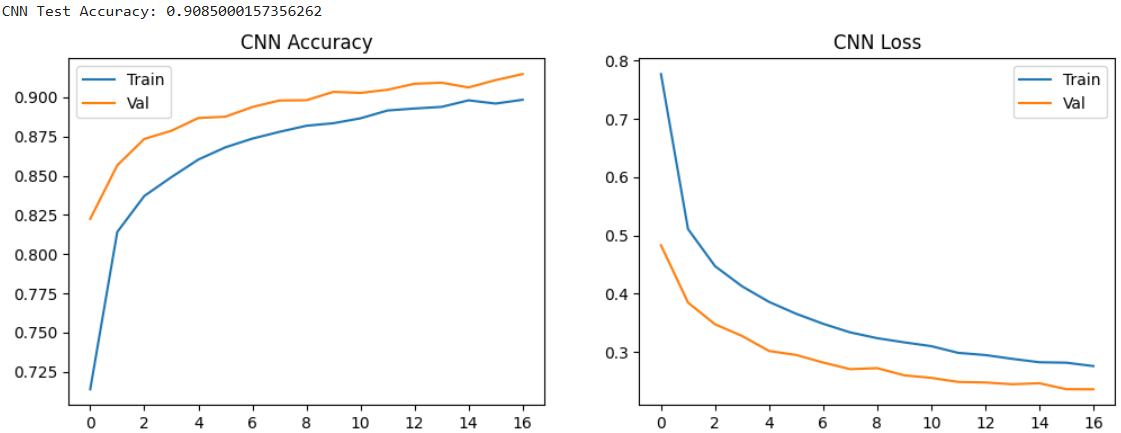 CNN Test Accuracy: 0.9085000157356262
CNN Accuracy
Train
Val
0.900
0.875
0.850
0.825
0.800
0.775
0.750
0.725
0 2 4 6 8 10 12 14 16
CNN Loss
Train
Val
0.8
0.7
0.6
0.5
0.4
0.3
0 2 4 6 8 10 12 14 16